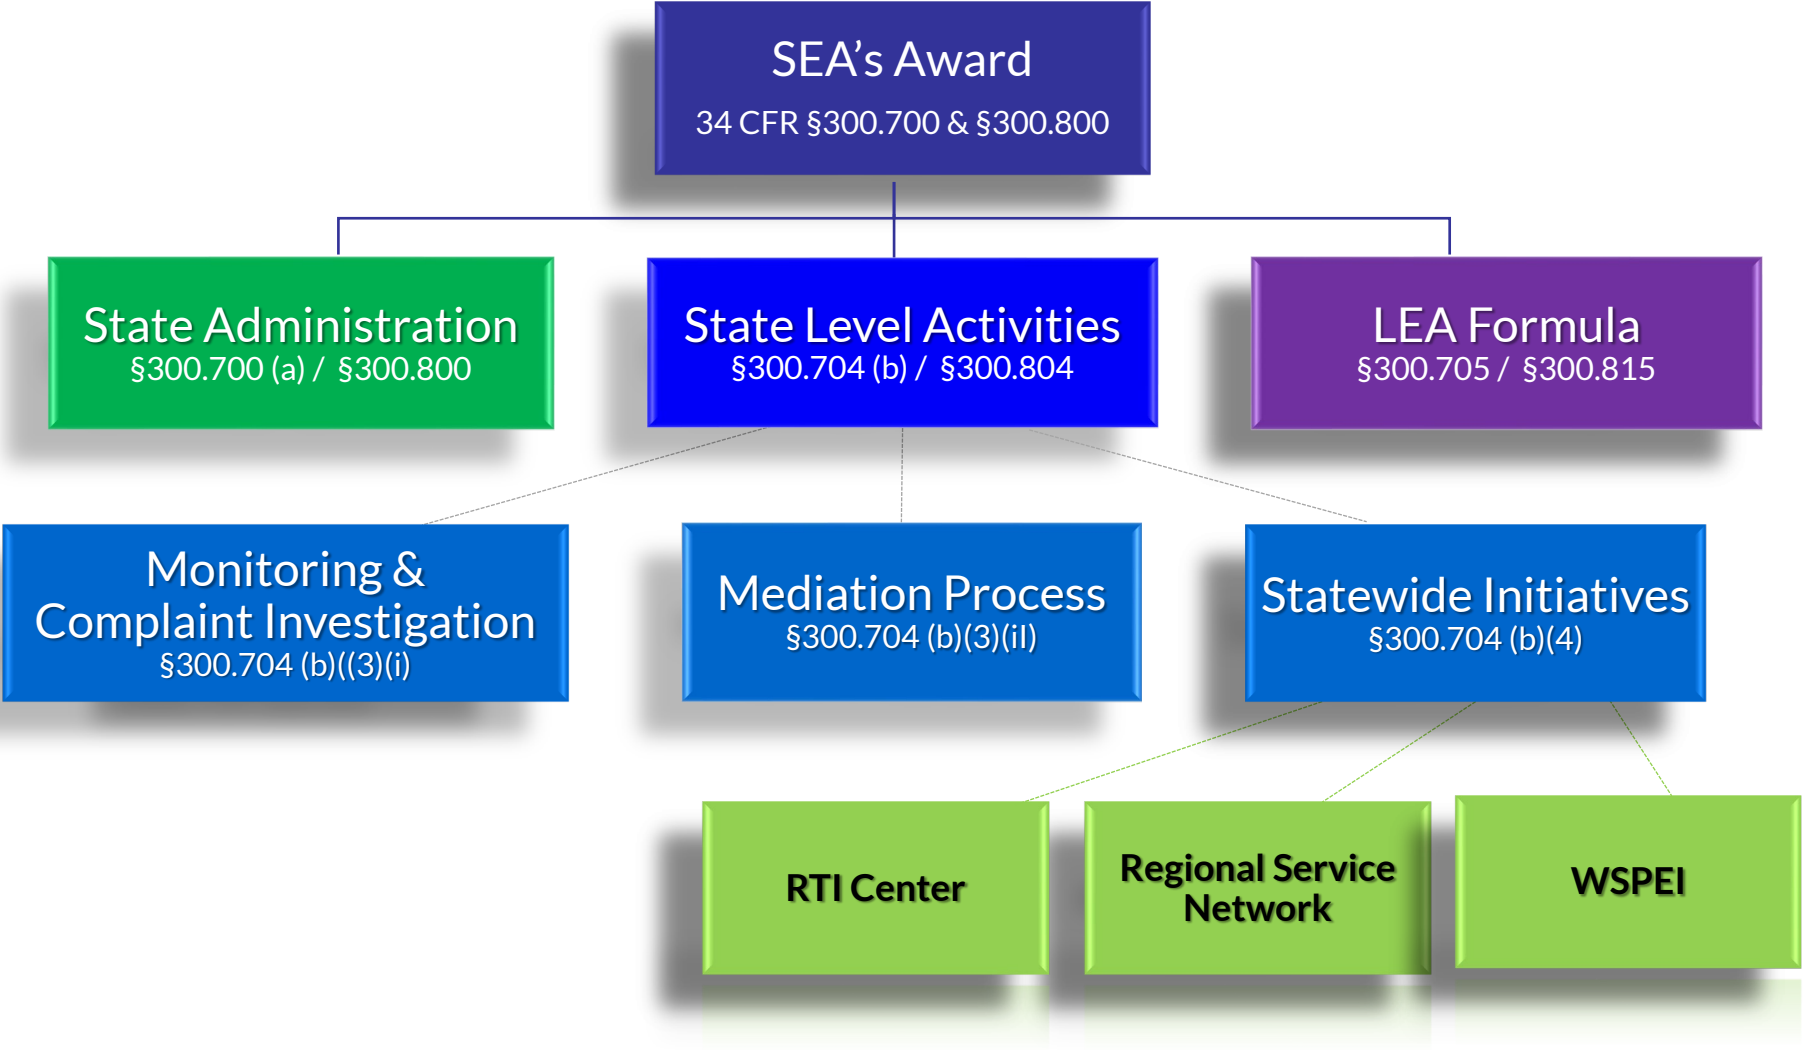 SEA’s Award
34 CFR §300.700 & §300.800
State Administration
§300.700 (a) / §300.800
State Level Activities
§300.704 (b) / §300.804
LEA Formula
§300.705 / §300.815
Monitoring &
Complaint Investigation
§300.704 (b)((3)(i)
Mediation Process
§300.704 (b)(3)(iI)
Statewide Initiatives
§300.704 (b)(4)
RTI Center
Regional Service
Network
WSPEI